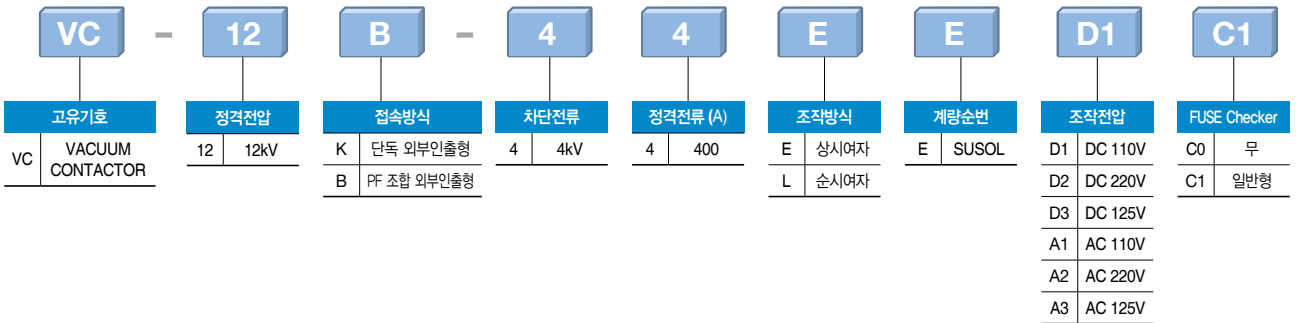 VC - 12 B - 4 4 E E D1 C1
고유기호 정격전압 접속방식 차단전류 정격전류 (A) 조작방식 계량순번 조작전압 FUSE Checker
VC VACUUM CONTACTOR
12 12kV
K 단독 외부인출형
B PF 조합 외부인출형
4 4kV
4 400
E 상시여자
L 순시여자
E SUSOL
D1 DC 110V
D2 DC 220V
D3 DC 125V
A1 AC 110V
A2 AC 220V
A3 AC 125V
C0 무
C1 일반형